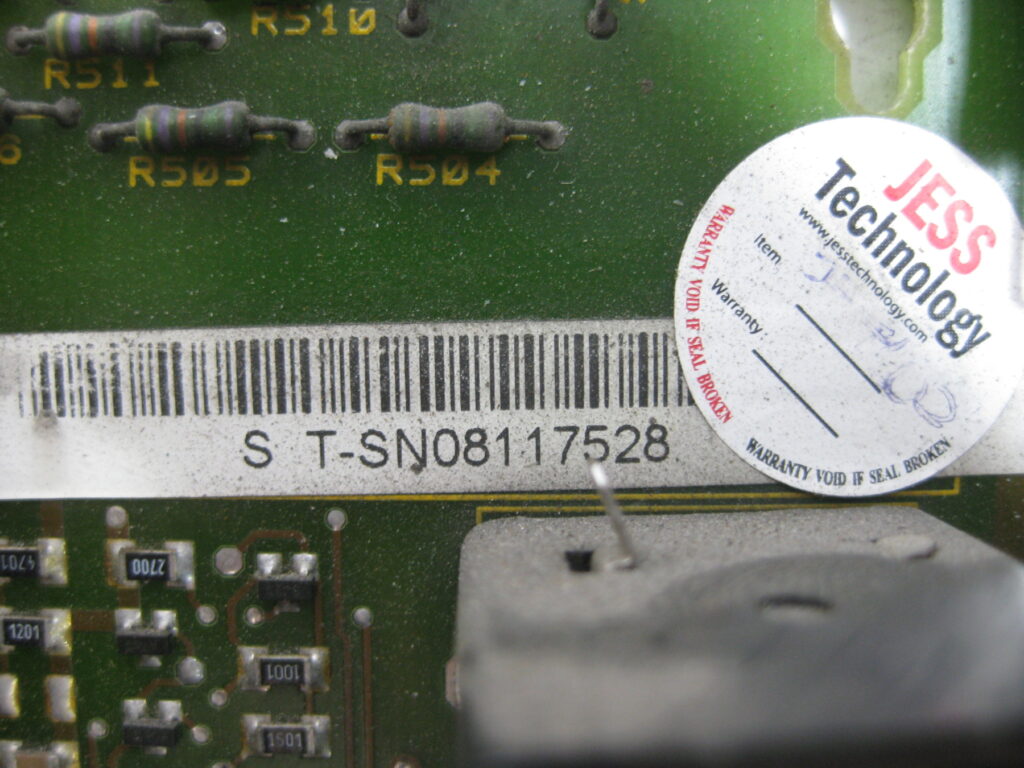 R510
R511
6
R505
R504
JESS
Technology
www.jesstechnology.com
Item
Warranty :
WARRANTY VOID IF SEAL BROKEN
WARRANTY VOID IF SEAL BROKEN
S T-SN08117528
4701
2700
1201
1001
1501